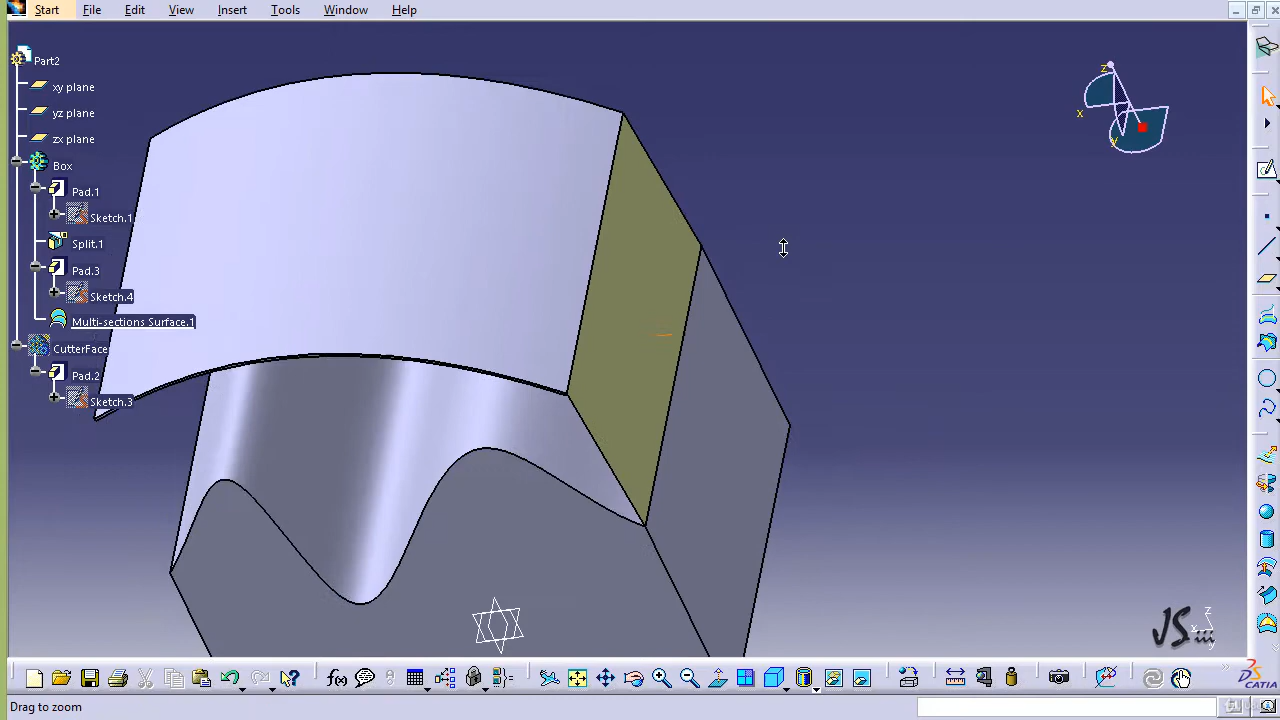 Start File Edit View Insert Tools Window Help
Part2
xy plane
yz plane
zx plane
Box
Pad.1
Sketch.1
Split.1
Pad.3
Sketch.4
Multi-sections Surface.1
CutterFace
Pad.2
Sketch.3
z
x
y
JS
z
x
y
f(x)
CATIA
Drag to zoom